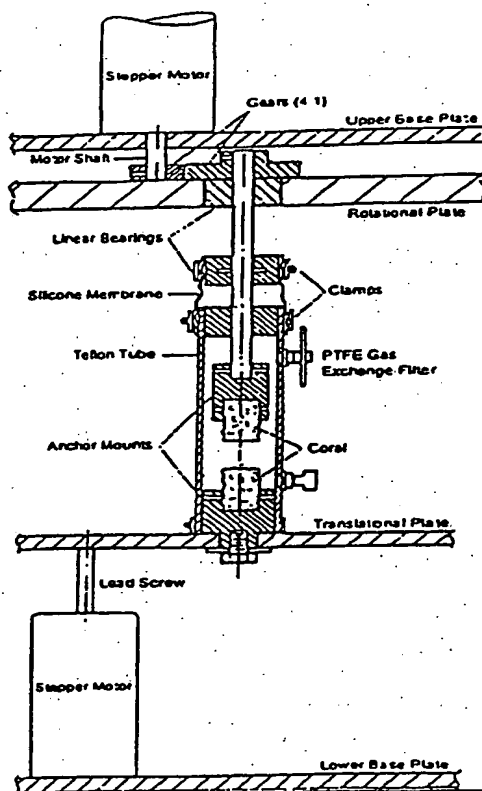 Stepper Motor
Gears (4:1)
Upper Base Plate
Motor Shaft
Rotational Plate
Linear Bearings
Silicone Membrane
Clamps
Teflon Tube
PTFE Gas
Exchange Filter
Anchor Mounts
Coral
Translational Plate
Lead Screw
Stepper Motor
Lower Base Plate